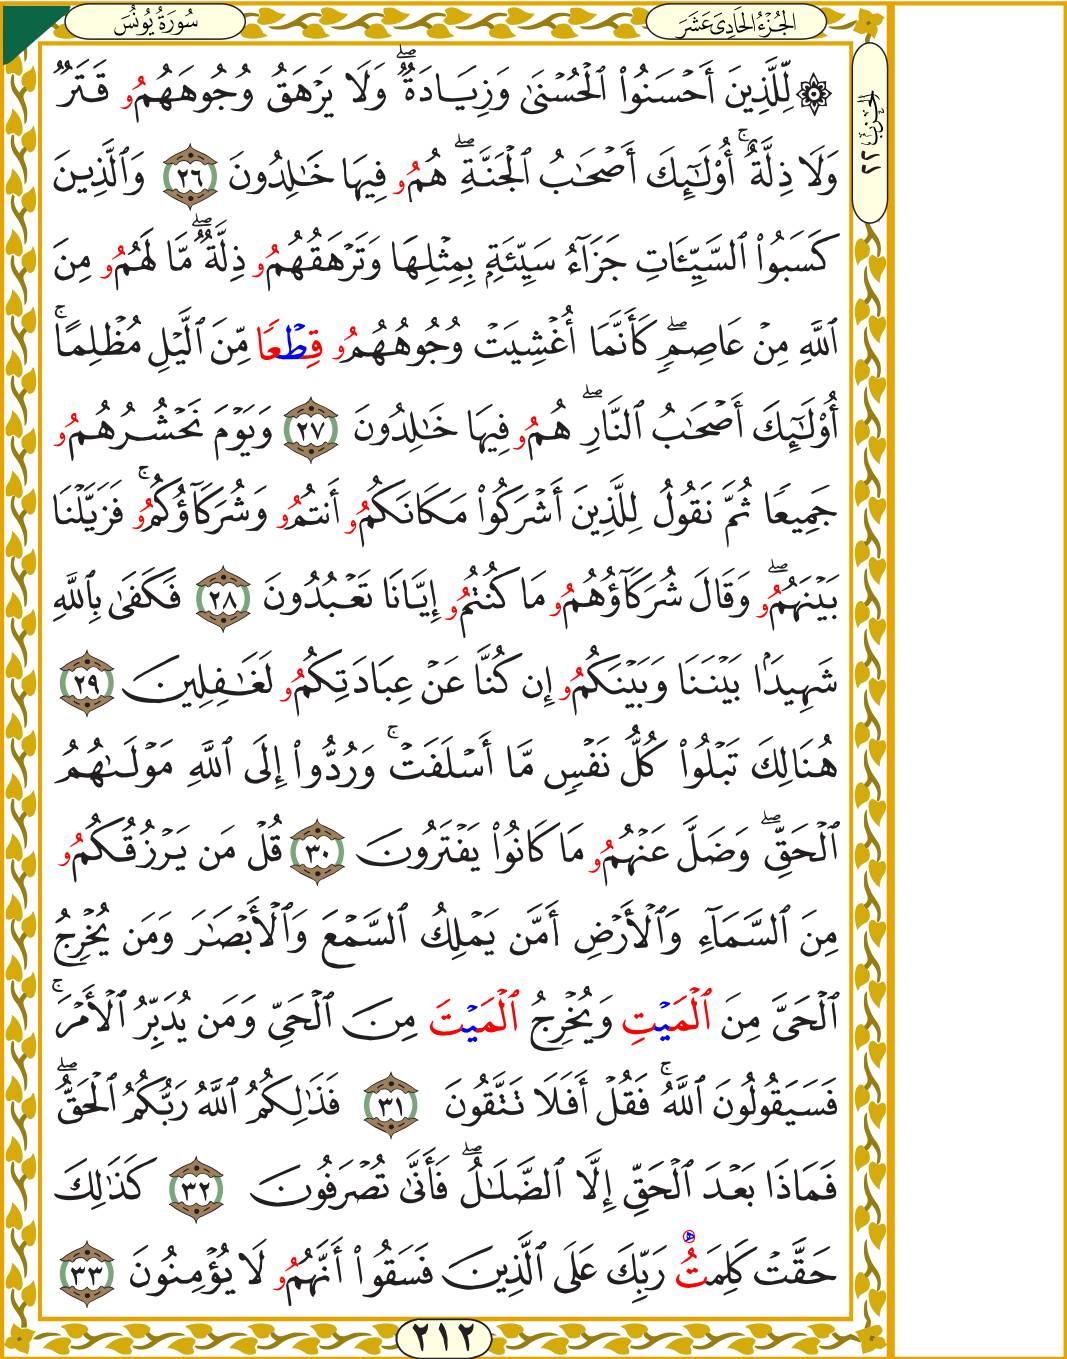 سُورَةُ يُونُسَ
الجُزْءُ الحَادِىَ عَشَرَ
الحِزْبُ ٢٢
۞لِّلَّذِينَ أَحۡسَنُواْ ٱلۡحُسۡنَىٰ وَزِيَادَةٞۖ وَلَا يَرۡهَقُ وُجُوهَهُمُۥ قَتَرٞ
وَلَا ذِلَّةٌۚ أُوْلَٰٓئِكَ أَصۡحَٰبُ ٱلۡجَنَّةِۖ هُمُۥ فِيهَا خَٰلِدُونَ ٢٦ وَٱلَّذِينَ
كَسَبُواْ ٱلسَّيِّـَٔاتِ جَزَآءُ سَيِّئَةِۭ بِمِثۡلِهَا وَتَرۡهَقُهُمُۥ ذِلَّةٞۖ مَّا لَهُمُۥ مِنَ
ٱللَّهِ مِنۡ عَاصِمٖۖ كَأَنَّمَا أُغۡشِيَتۡ وُجُوهُهُمُۥ قِطۡعٗا مِّنَ ٱلَّيۡلِ مُظۡلِمًاۚ
أُوْلَٰٓئِكَ أَصۡحَٰبُ ٱلنَّارِۖ هُمُۥ فِيهَا خَٰلِدُونَ ٢٧ وَيَوۡمَ نَحۡشُرُهُمُۥ
جَمِيعٗا ثُمَّ نَقُولُ لِلَّذِينَ أَشۡرَكُواْ مَكَانَكُمُۥ أَنتُمُۥ وَشُرَكَآؤُكُمُۥۚ فَزَيَّلۡنَا
بَيۡنَهُمُۥۖ وَقَالَ شُرَكَآؤُهُمُۥ مَا كُنتُمُۥ إِيَّانَا تَعۡبُدُونَ ٢٨ فَكَفَىٰ بِٱللَّهِ
شَهِيدَۢا بَيۡنَنَا وَبَيۡنَكُمُۥ إِن كُنَّا عَنۡ عِبَادَتِكُمُۥ لَغَٰفِلِينَ ٢٩
هُنَالِكَ تَبۡلُواْ كُلُّ نَفۡسٖ مَّا أَسۡلَفَتۡۚ وَرُدُّواْ إِلَى ٱللَّهِ مَوۡلَىٰهُمُ
ٱلۡحَقِّۖ وَضَلَّ عَنۡهُمُۥ مَا كَانُواْ يَفۡتَرُونَ ٣٠ قُلۡ مَن يَرۡزُقُكُمُۥ
مِنَ ٱلسَّمَآءِ وَٱلۡأَرۡضِ أَمَّن يَمۡلِكُ ٱلسَّمۡعَ وَٱلۡأَبۡصَٰرَ وَمَن يُخۡرِجُ
ٱلۡحَيَّ مِنَ ٱلۡمَيۡتِ وَيُخۡرِجُ ٱلۡمَيۡتَ مِنَ ٱلۡحَيِّ وَمَن يُدَبِّرُ ٱلۡأَمۡرَۚ
فَسَيَقُولُونَ ٱللَّهُۚ فَقُلۡ أَفَلَا تَتَّقُونَ ٣١ فَذَٰلِكُمُ ٱللَّهُ رَبُّكُمُ ٱلۡحَقُّۖ
فَمَاذَا بَعۡدَ ٱلۡحَقِّ إِلَّا ٱلضَّلَٰلُۖ فَأَنَّىٰ تُصۡرَفُونَ ٣٢ كَذَٰلِكَ
حَقَّتۡ كَلِمَتُ رَبِّكَ عَلَى ٱلَّذِينَ فَسَقُواْ أَنَّهُمُۥ لَا يُؤۡمِنُونَ ٣٣
٢١٢